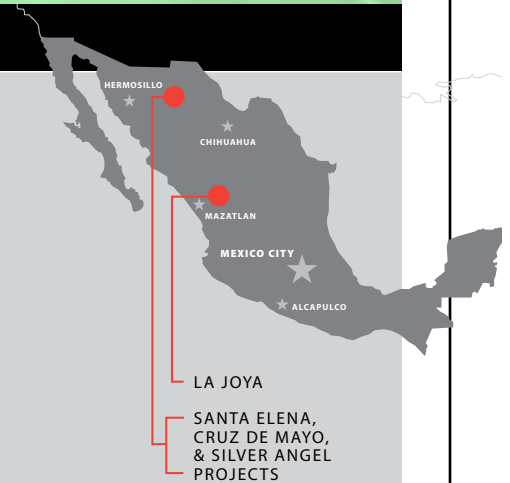 HERMOSILLO
CHIHUAHUA
MAZATLAN
MEXICO CITY
ALCAPULCO
LA JOYA
SANTA ELENA,
CRUZ DE MAYO,
& SILVER ANGEL
PROJECTS